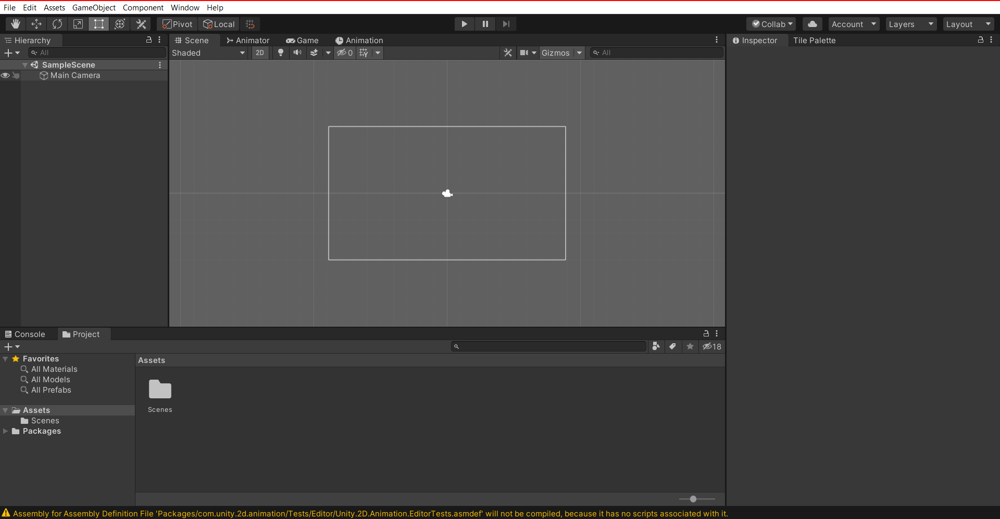 File Edit Assets GameObject Component Window Help
Pivot Local Collab Account Layers Layout
Hierarchy
All
SampleScene
Main Camera
Scene Animator Game Animation
Shaded 2D 0 Gizmos All
Inspector Tile Palette
Console Project
18
Favorites
All Materials
All Models
All Prefabs
Assets
Scenes
Packages
Assets
Scenes
Assembly for Assembly Definition File 'Packages/com.unity.2d.animation/Tests/Editor/Unity.2D.Animation.EditorTests.asmdef' will not be compiled, because it has no scripts associated with it.